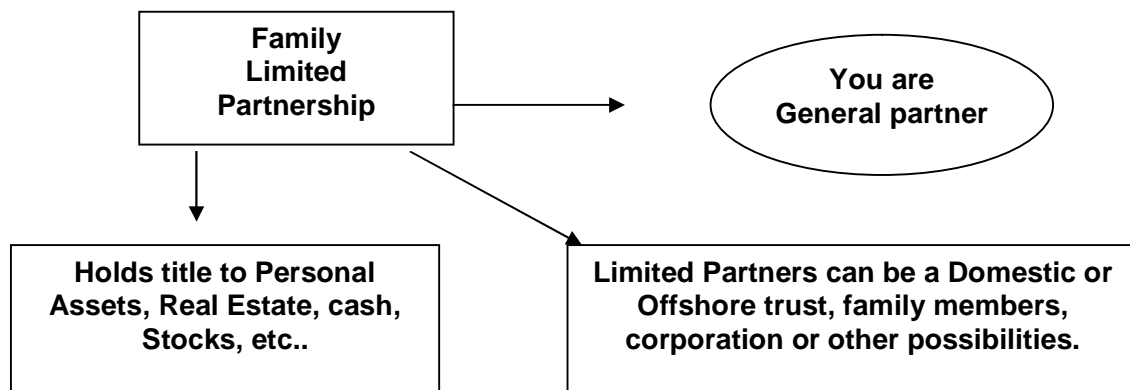 Family
Limited
Partnership
You are
General partner
Holds title to Personal
Assets, Real Estate, cash,
Stocks, etc..
Limited Partners can be a Domestic or
Offshore trust, family members,
corporation or other possibilities.